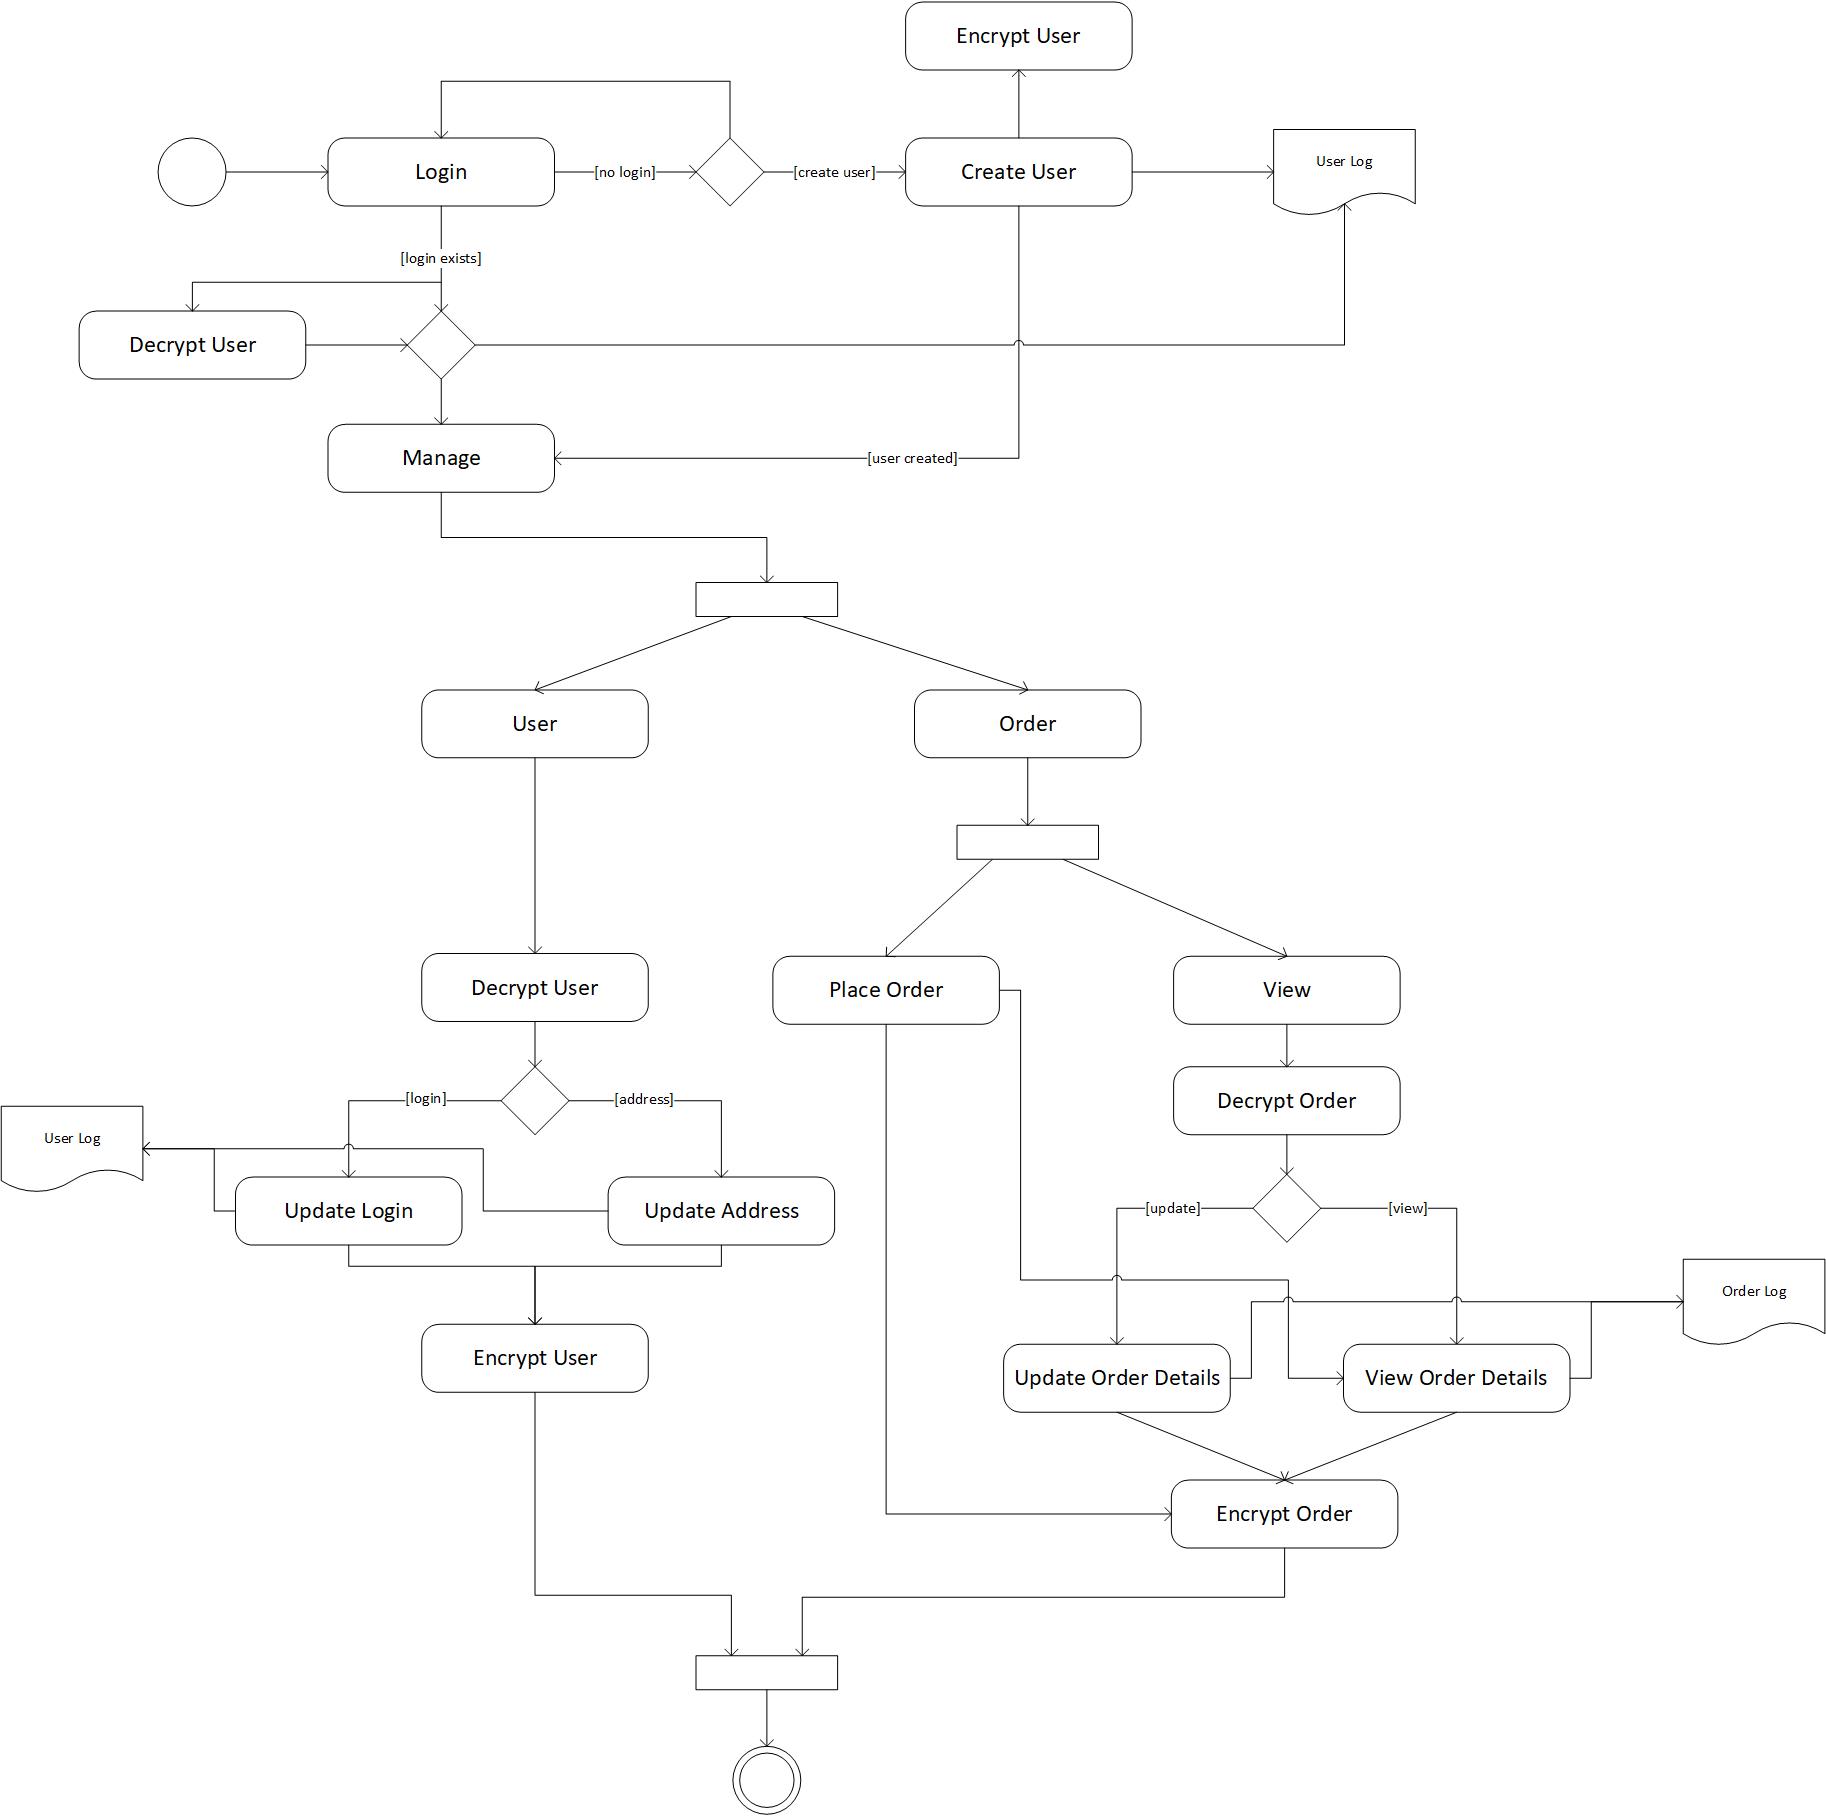 Encrypt User
Login
[no login]
[create user]
Create User
User Log
[login exists]
Decrypt User
Manage
[user created]
User
Order
Decrypt User
Place Order
View
[login]
[address]
Decrypt Order
User Log
Update Login
Update Address
[update]
[view]
Order Log
Encrypt User
Update Order Details
View Order Details
Encrypt Order